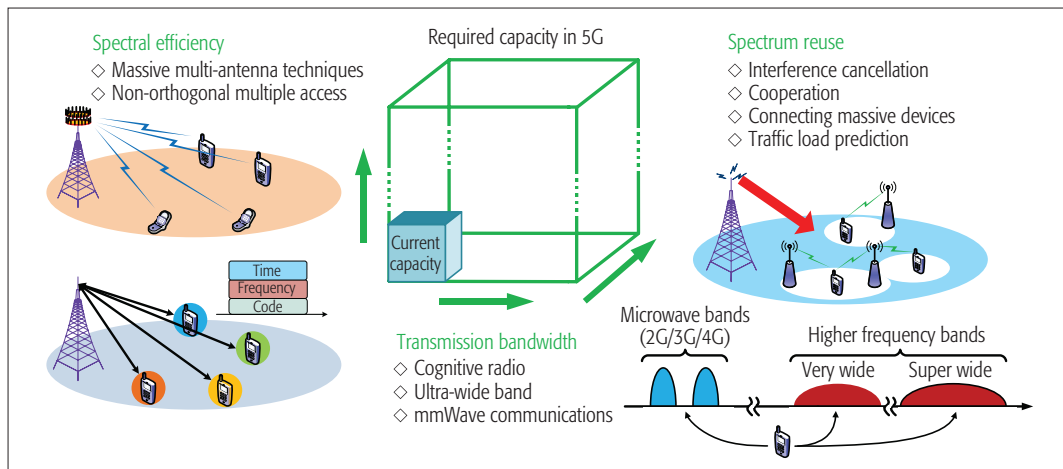 Spectral efficiency
◇ Massive multi-antenna techniques
◇ Non-orthogonal multiple access
Required capacity in 5G
Spectrum reuse
◇ Interference cancellation
◇ Cooperation
◇ Connecting massive devices
◇ Traffic load prediction
Current
capacity
Time
Frequency
Code
Transmission bandwidth
◇ Cognitive radio
◇ Ultra-wide band
◇ mmWave communications
Microwave bands
(2G/3G/4G)
Higher frequency bands
Very wide
Super wide